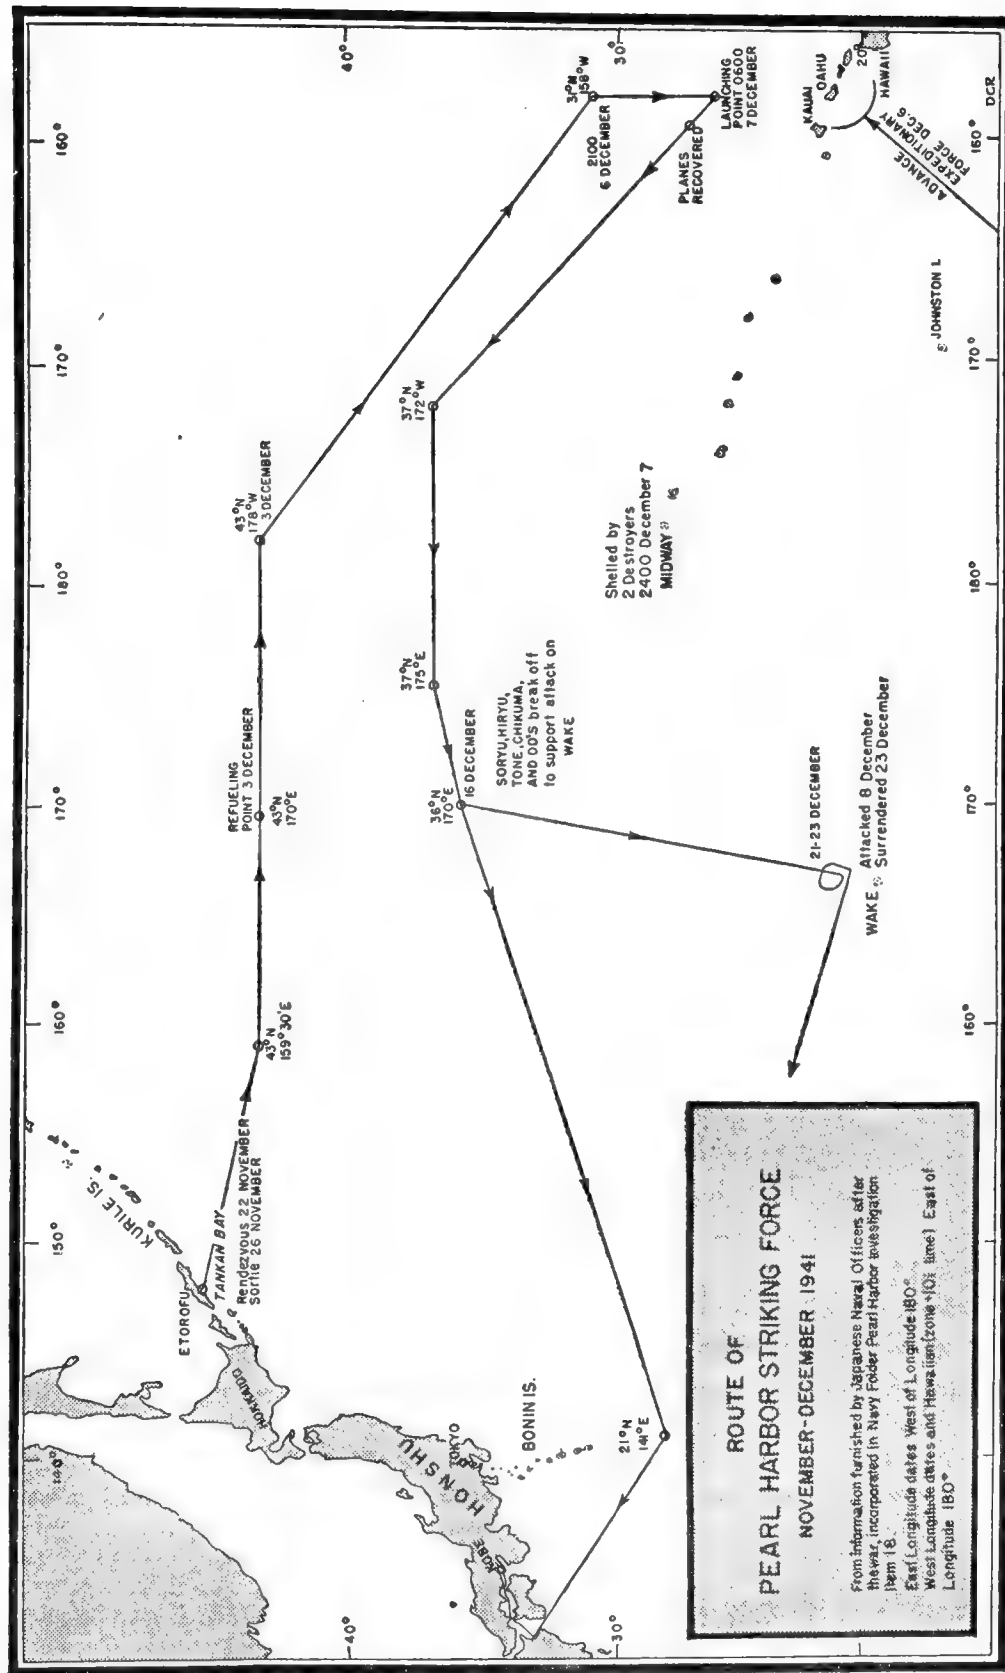 40°
30°
20°
160°
170°
180°
170°
160°
150°
140°
KURILE IS.
ETOROFU
TANKAN BAY
Rendezvous 22 November
Sortie 26 November
HOKKAIDO
HONSHU
TOKYO
KOBE
BONIN IS.
43°N
159°30'E
REFUELING
POINT 3 DECEMBER
43°N
170°E
43°N
178°W
3 DECEMBER
31°N
158°W
2100
6 DECEMBER
LAUNCHING
POINT 0600
7 DECEMBER
PLANES
RECOVERED
KAUAI
OAHU
HAWAII
ADVANCE
EXPEDITIONARY
FORCE DEC. 6
DCR
JOHNSTON I.
37°N
172°W
37°N
175°E
36°N
170°E
16 DECEMBER
SORYU, HIRYU,
TONE, CHIKUMA,
AND DD'S break off
to support attack on
WAKE
Shelled by
2 Destroyers
2400 December 7
MIDWAY
21-23 DECEMBER
WAKE
Attacked 8 December
Surrendered 23 December
21°N
141°E
40°
30°
160°
170°
180°
170°
160°
ROUTE OF
PEARL HARBOR STRIKING FORCE
NOVEMBER-DECEMBER 1941
From information furnished by Japanese Naval Officers after
the war, incorporated in Navy Folder Pearl Harbor Investigation
Item 18.
East Longitude dates West of Longitude 180°
West Longitude dates and Hawaiian (zone +10½ time) East of
Longitude 180°